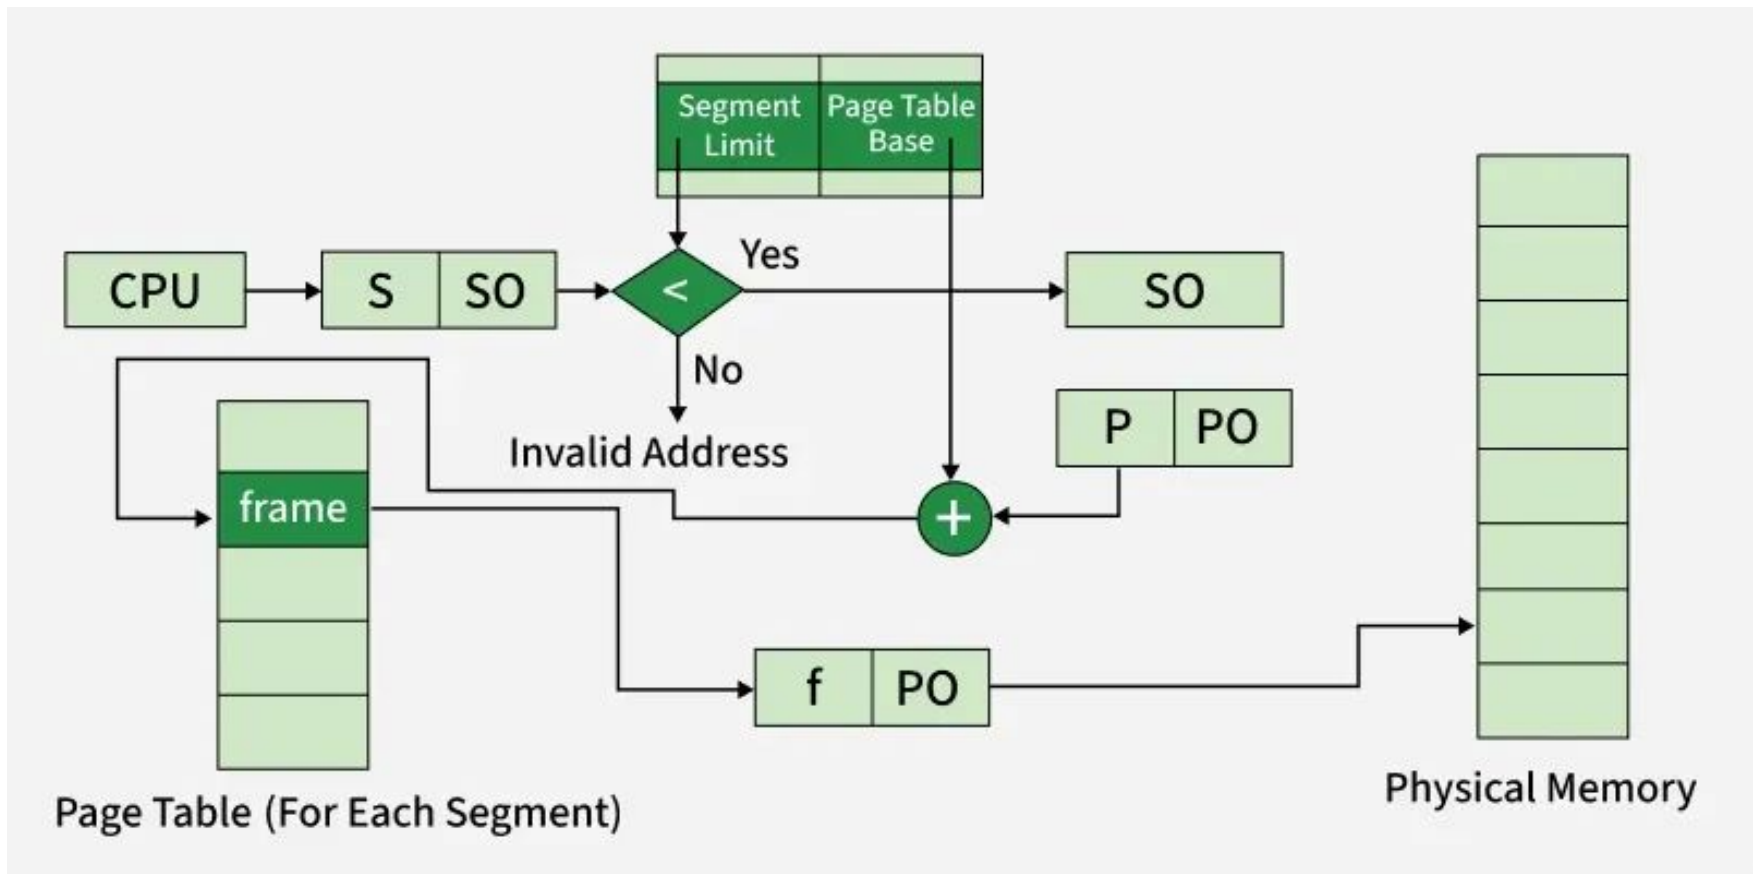 Segment
Limit
Page Table
Base
CPU
S
SO
<
Yes
SO
No
Invalid Address
P
PO
frame
+
f
PO
Page Table (For Each Segment)
Physical Memory